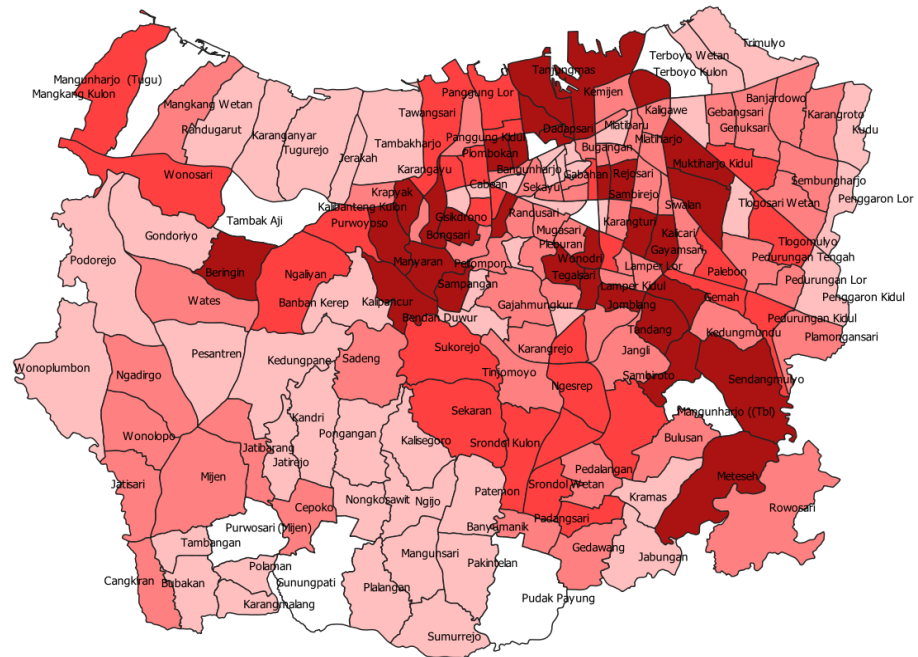 Trimulyo
Terboyo Wetan
Terboyo Kulon
Tanjungmas
Mangunharjo (Tugu)
Mangkang Kulon
Panggung Lor
Kemijen
Banjardowo
Mangkang Wetan
Tawangsari
Kaligawe
Gebangsari
Karangroto
Randugarut
Karanganyar
Dadapsari
Mlatibaru
Genuksari
Kudu
Tugurejo
Tambakharjo
Panggung Kidul
Bugangan
Mlatiharjo
Jerakah
Plombokan
Muktiharjo Kidul
Karangayu
Bangunharjo
Gabahan
Rejosari
Wonosari
Krapyak
Cabean
Sekayu
Sambirejo
Siwalan
Sembungharjo
Tlogosari Wetan
Penggaron Lor
Kalibanteng Kulon
Tambak Aji
Purwoyoso
Gisikdrono
Randusari
Karangturi
Bongsari
Mugasari
Kalicari
Gondoriyo
Pleburan
Gayamsari
Tlogomulyo
Podorejo
Manyaran
Wonodri
Pedurungan Tengah
Beringin
Ngaliyan
Petompon
Tegalsari
Lamper Lor
Palebon
Sampangan
Lamper Kidul
Pedurungan Lor
Wates
Banban Kerep
Kalipancur
Gajahmungkur
Jomblang
Gemah
Penggaron Kidul
Bendan Duwur
Pedurungan Kidul
Tandang
Kedungmundu
Plamongansari
Sukorejo
Karangrejo
Jangli
Pesantren
Kedungpane
Sadeng
Wonoplumbon
Ngadirgo
Tinjomoyo
Sambiroto
Sendangmulyo
Ngesrep
Kandri
Sekaran
Mangunharjo ((Tbl)
Wonolopo
Pongangan
Kalisegoro
Srondol Kulon
Bulusan
Jatibarang
Jatirejo
Mijen
Pedalangan
Meteseh
Jatisari
Srondol Wetan
Patemon
Kramas
Nongkosawit
Ngijo
Cepoko
Rowosari
Padangsari
Purwosari (Mijen)
Banyumanik
Tambangan
Gedawang
Mangunsari
Jabungan
Polaman
Pakintelan
Cangkiran
Bubakan
Gunungpati
Plalangan
Pudak Payung
Karangmalang
Sumurrejo